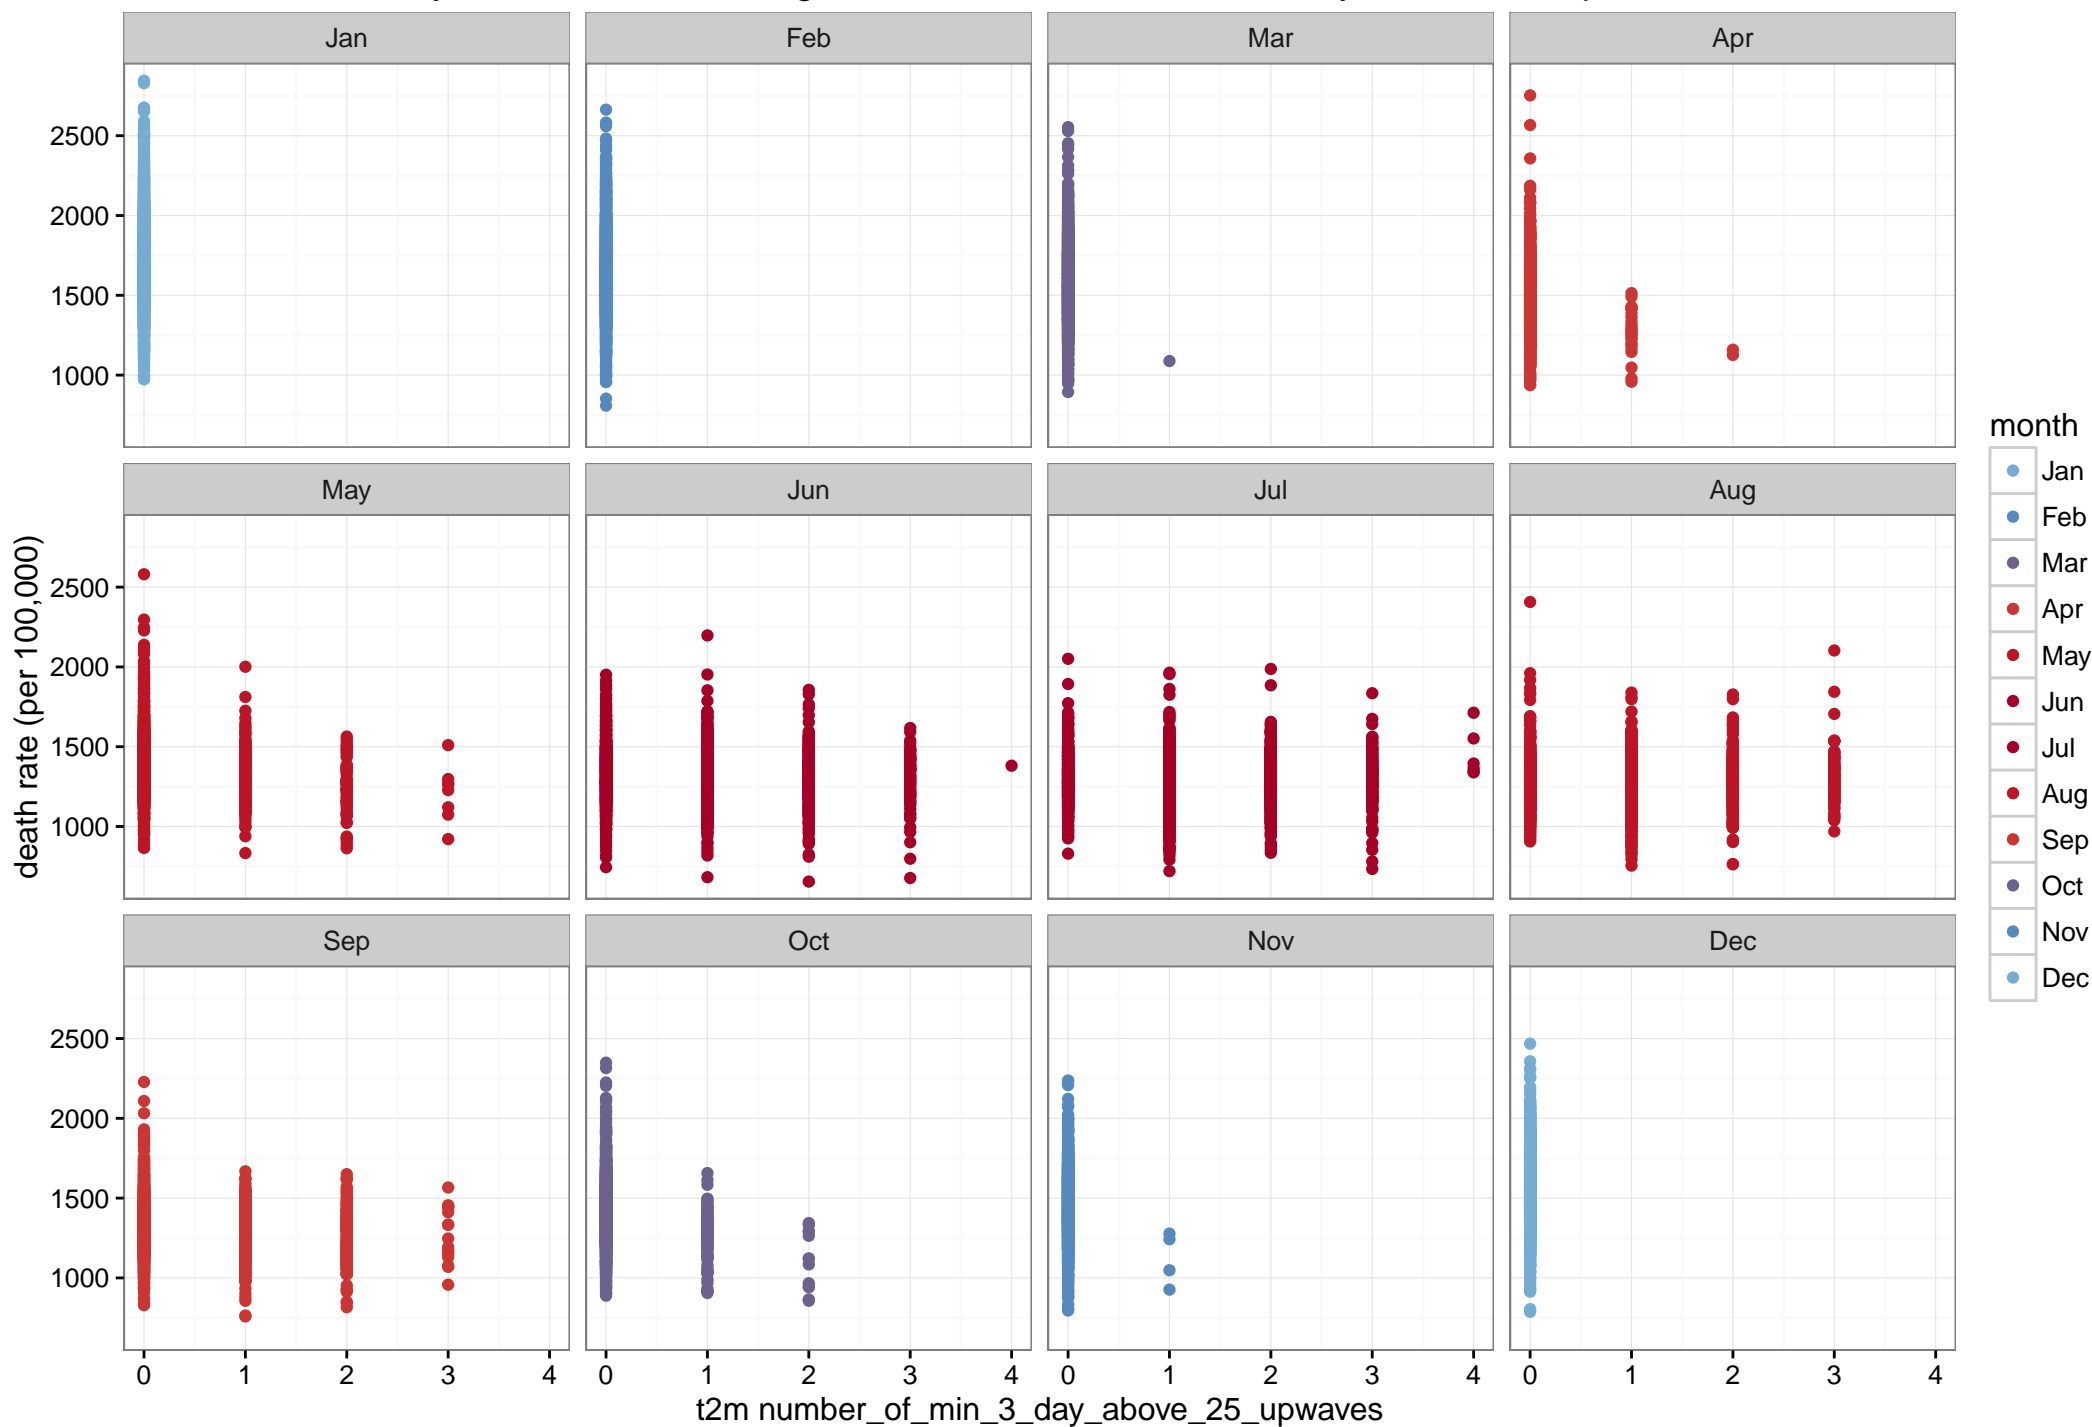 Jan Feb Mar Apr
2500
2000
1500
1000
May Jun Jul Aug
2500
2000
1500
1000
Sep Oct Nov Dec
2500
2000
1500
1000
0 1 2 3 4 0 1 2 3 4 0 1 2 3 4 0 1 2 3 4
t2m number_of_min_3_day_above_25_upwaves
death rate (per 100,000)
month
Jan
Feb
Mar
Apr
May
Jun
Jul
Aug
Sep
Oct
Nov
Dec